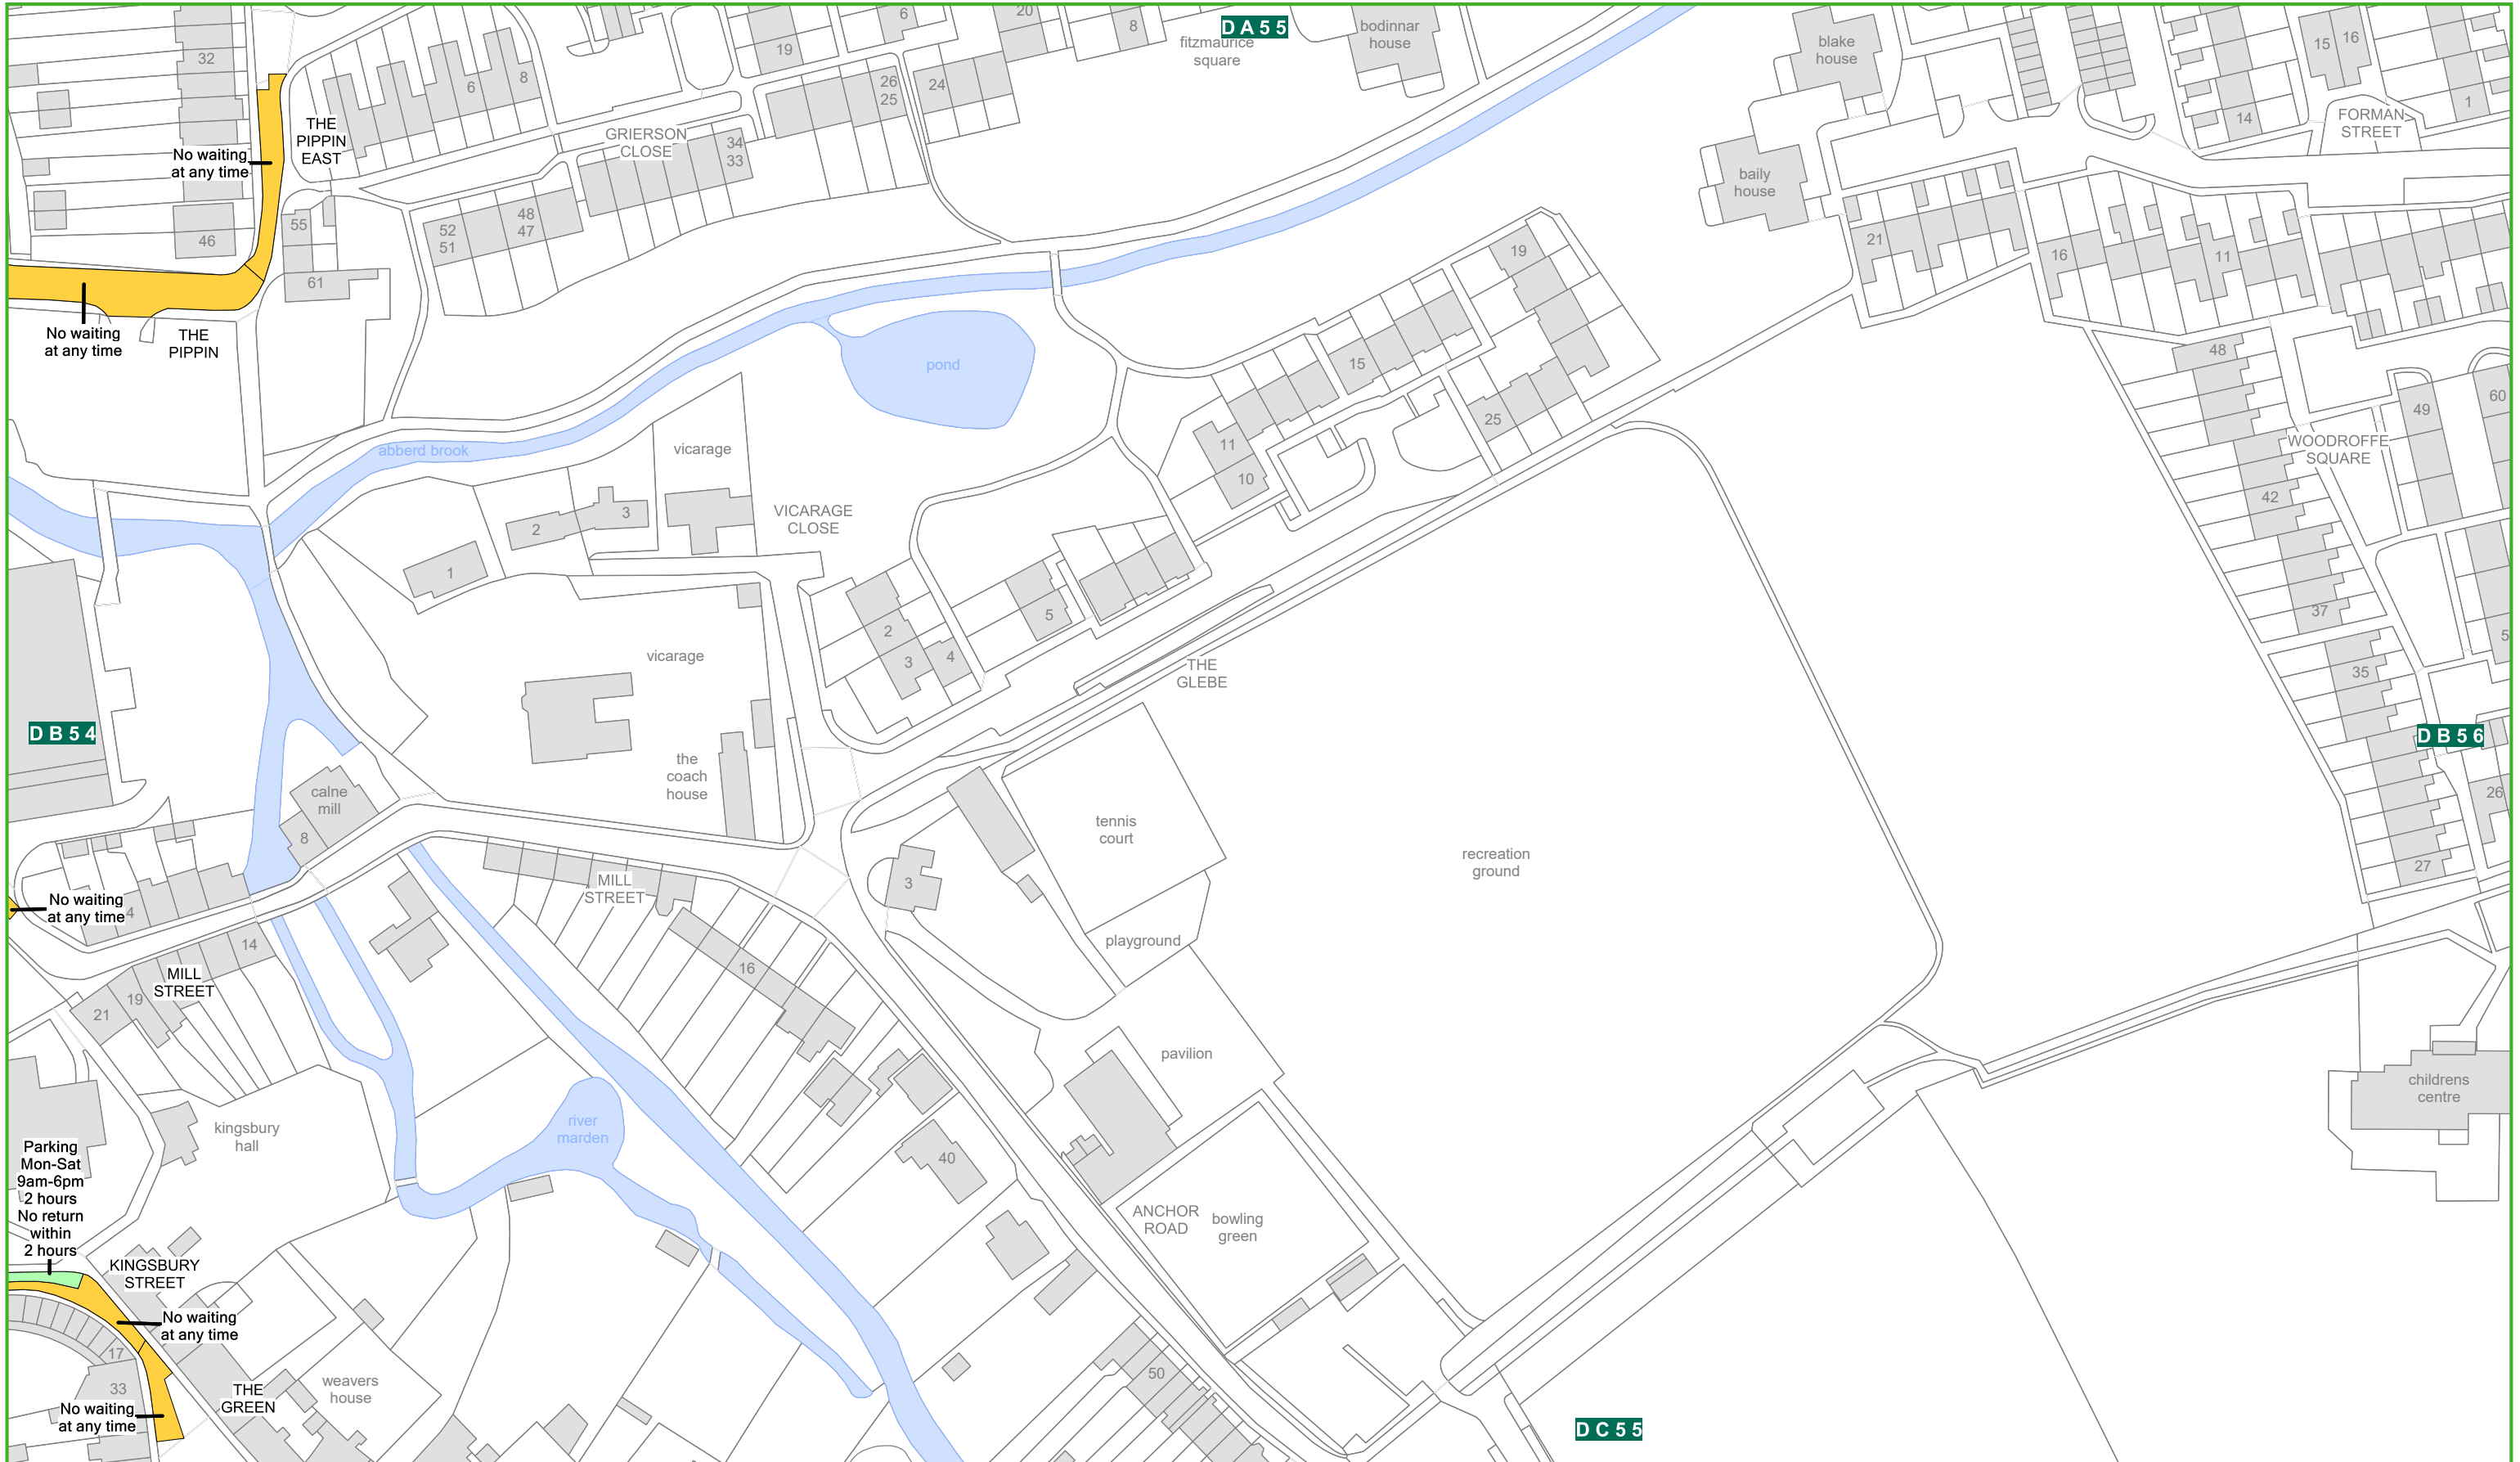 32
19
6
20
8
D A 5 5
fitzmaurice
square
bodinnar
house
blake
house
15
16
1
14
FORMAN
STREET
6
8
26
25
24
THE
PIPPIN
EAST
No waiting
at any time
GRIERSON
CLOSE
34
33
baily
house
46
55
52
51
48
47
61
21
16
11
19
No waiting
at any time
THE
PIPPIN
pond
15
48
49
60
25
WOODROFFE
SQUARE
abberd brook
vicarage
11
10
42
2
3
VICARAGE
CLOSE
1
37
5
2
3
4
5
35
vicarage
THE
GLEBE
D B 5 4
D B 5 6
the
coach
house
calne
mill
8
tennis
court
26
recreation
ground
27
MILL
STREET
3
No waiting
at any time
4
14
playground
16
MILL
STREET
19
21
pavilion
childrens
centre
river
marden
kingsbury
hall
40
Parking
Mon-Sat
9am-6pm
2 hours
No return
within
2 hours
ANCHOR
ROAD
bowling
green
KINGSBURY
STREET
No waiting
at any time
17
33
THE
GREEN
weavers
house
50
No waiting
at any time
D C 5 5